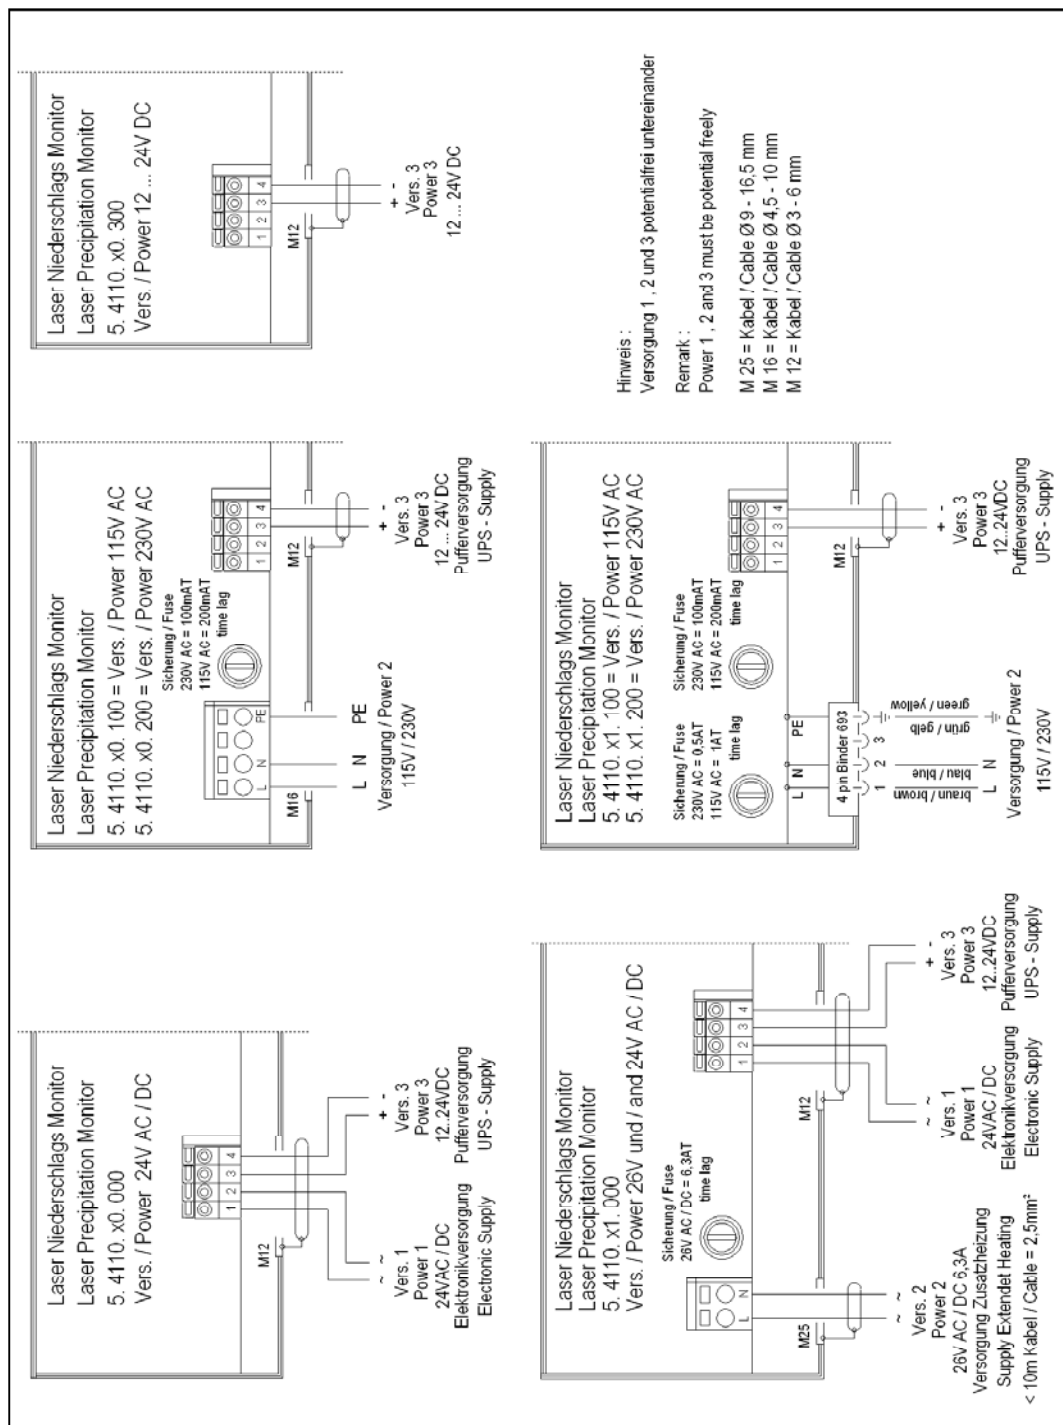 Laser Niederschlags Monitor
Laser Precipitation Monitor
5. 4110. x0. 000
Vers. / Power 24V AC / DC
1 2 3 4
M12
~ ~
Vers. 1
Power 1
24VAC / DC
Elektronikversorgung
Electronic Supply
+ -
Vers. 3
Power 3
12..24VDC
Pufferversorgung
UPS - Supply
Laser Niederschlags Monitor
Laser Precipitation Monitor
5. 4110. x0. 100 = Vers. / Power 115V AC
5. 4110. x0. 200 = Vers. / Power 230V AC
Sicherung / Fuse
230V AC = 100mAT
115V AC = 200mAT
time lag
L N PE
1 2 3 4
M16
M12
L N PE
Versorgung / Power 2
115V / 230V
+ -
Vers. 3
Power 3
12 ... 24V DC
Pufferversorgung
UPS - Supply
Laser Niederschlags Monitor
Laser Precipitation Monitor
5. 4110. x0. 300
Vers. / Power 12 ... 24V DC
1 2 3 4
M12
+ -
Vers. 3
Power 3
12 ... 24V DC
Laser Niederschlags Monitor
Laser Precipitation Monitor
5. 4110. x1. 000
Vers. / Power 26V und / and 24V AC / DC
Sicherung / Fuse
26V AC / DC = 6,3AT
time lag
L N
1 2 3 4
M25
M12
~ ~
Vers. 2
Power 2
26V AC / DC 6,3A
Versorgung Zusatzheizung
Supply Extendet Heating
< 10m Kabel / Cable = 2,5mm²
~ ~
Vers. 1
Power 1
24VAC / DC
Elektronikversorgung
Electronic Supply
+ -
Vers. 3
Power 3
12..24VDC
Pufferversorgung
UPS - Supply
Laser Niederschlags Monitor
Laser Precipitation Monitor
5. 4110. x1. 100 = Vers. / Power 115V AC
5. 4110. x1. 200 = Vers. / Power 230V AC
Sicherung / Fuse
230V AC = 0,5AT
115V AC = 1AT
time lag
Sicherung / Fuse
230V AC = 100mAT
115V AC = 200mAT
time lag
L N PE
4 pin Binder 693
1 2 3
1 2 3 4
M12
braun / brown
blau / blue
grün / gelb
green / yellow
L N
Versorgung / Power 2
115V / 230V
+ -
Vers. 3
Power 3
12..24VDC
Pufferversorgung
UPS - Supply
Hinweis :
Versorgung 1 , 2 und 3 potentialfrei untereinander
Remark :
Power 1 , 2 and 3 must be potential freely
M 25 = Kabel / Cable Ø 9 - 16,5 mm
M 16 = Kabel / Cable Ø 4,5 - 10 mm
M 12 = Kabel / Cable Ø 3 - 6 mm